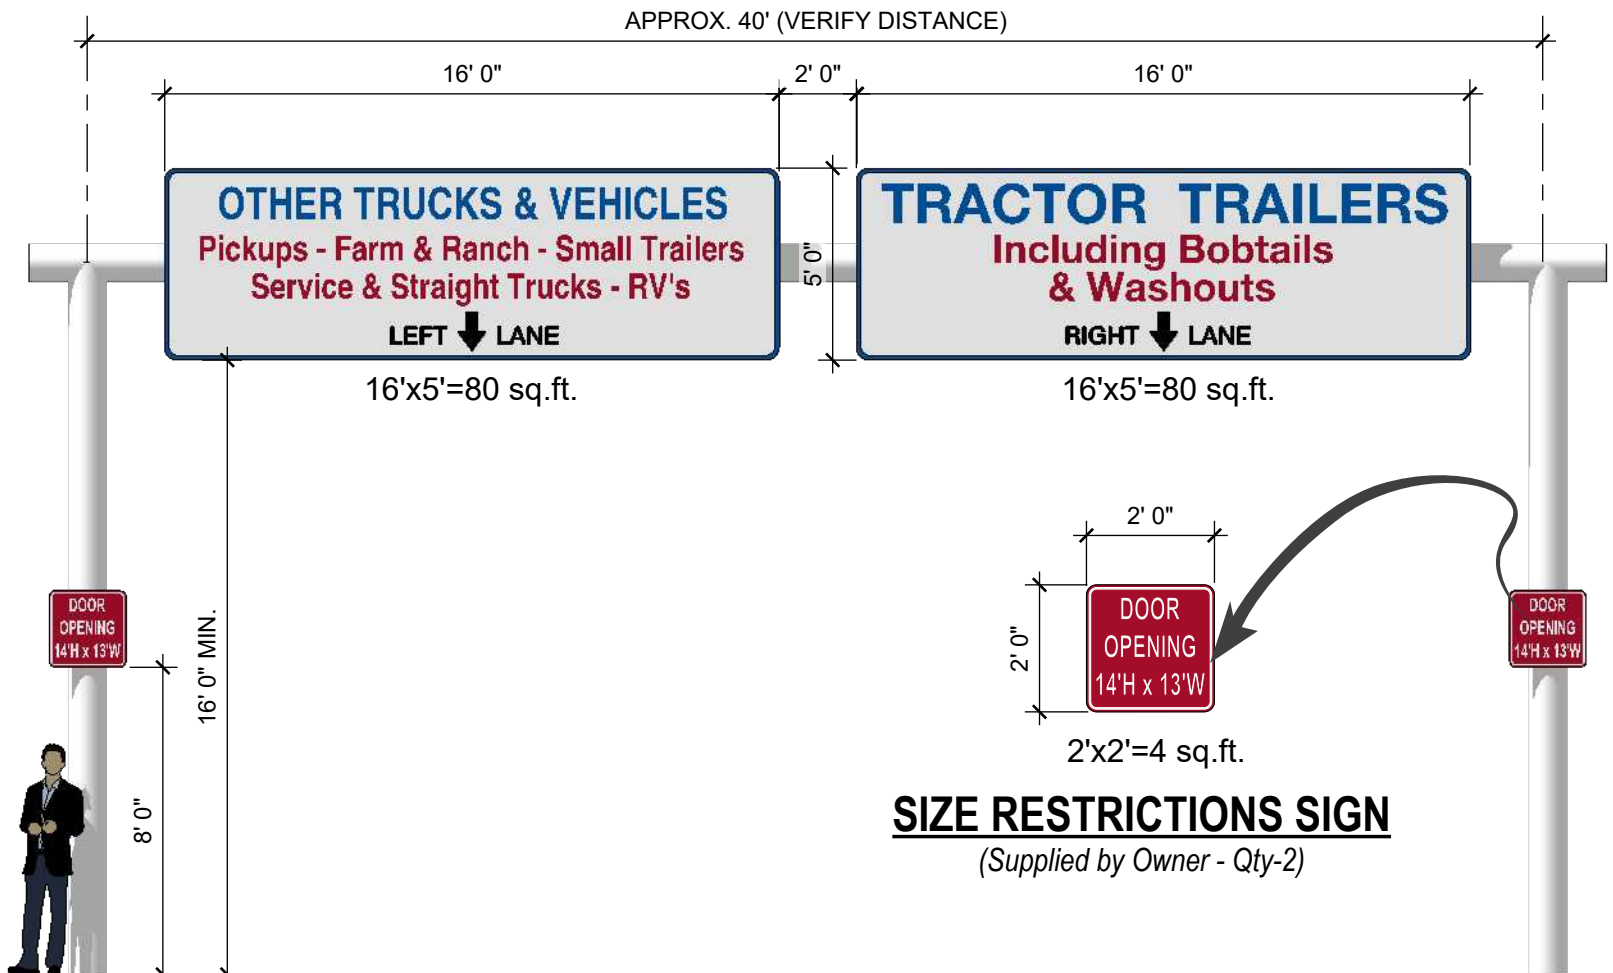 APPROX. 40' (VERIFY DISTANCE)
16' 0"
2' 0"
16' 0"
OTHER TRUCKS & VEHICLES
Pickups - Farm & Ranch - Small Trailers
Service & Straight Trucks - RV's
LEFT LANE
5' 0"
TRACTOR TRAILERS
Including Bobtails
& Washouts
RIGHT LANE
16'x5'=80 sq.ft.
16'x5'=80 sq.ft.
DOOR
OPENING
14'H x 13'W
16' 0" MIN.
8' 0"
2' 0"
2' 0"
DOOR
OPENING
14'H x 13'W
2'x2'=4 sq.ft.
DOOR
OPENING
14'H x 13'W
SIZE RESTRICTIONS SIGN
(Supplied by Owner - Qty-2)